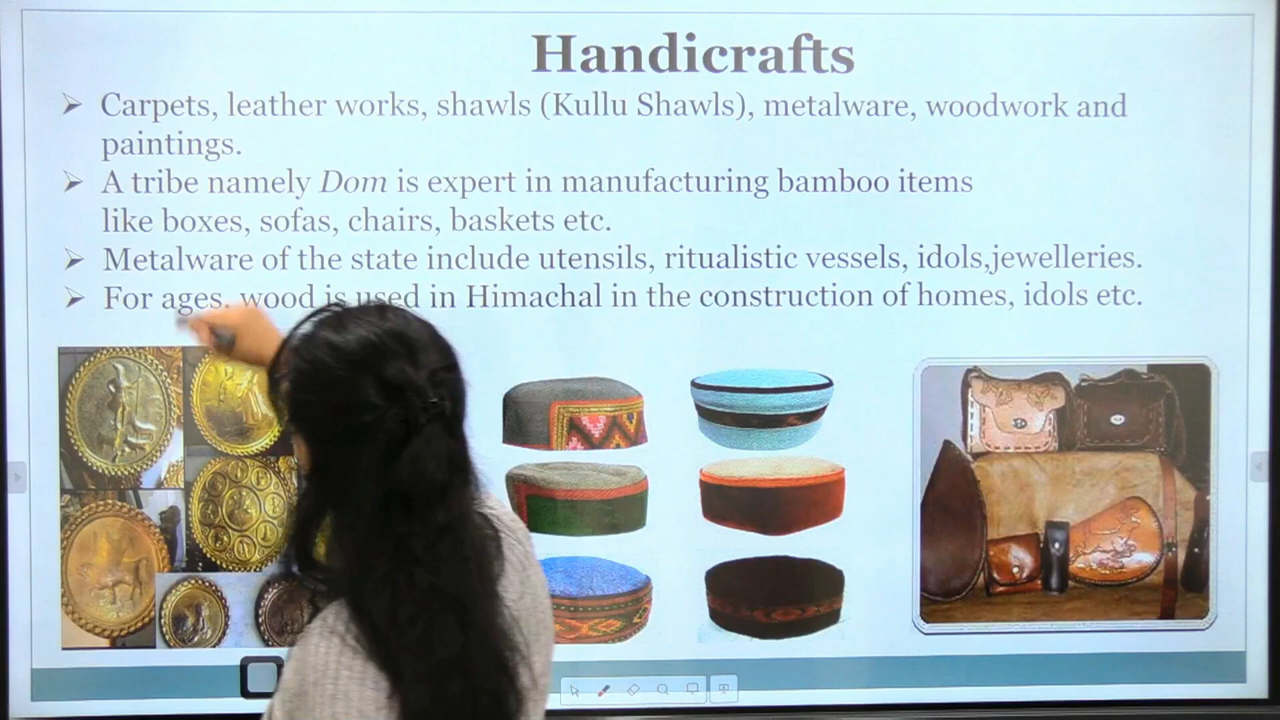 Handicrafts
➢ Carpets, leather works, shawls (Kullu Shawls), metalware, woodwork and
paintings.
➢ A tribe namely Dom is expert in manufacturing bamboo items
like boxes, sofas, chairs, baskets etc.
➢ Metalware of the state include utensils, ritualistic vessels, idols,jewelleries.
➢ For ages, wood is used in Himachal in the construction of homes, idols etc.